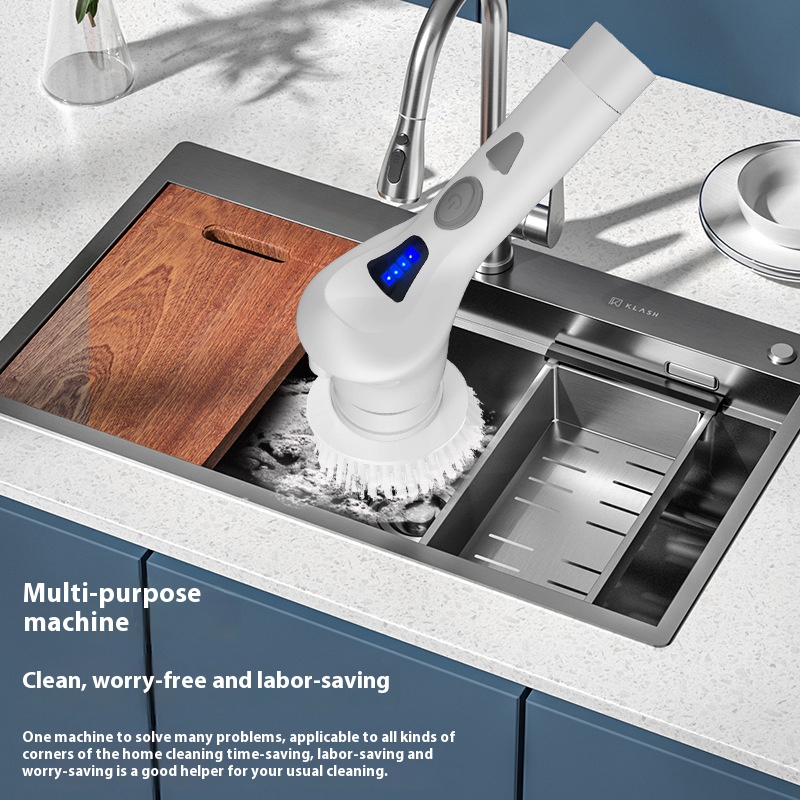 KLASH
Multi-purpose
machine
Clean, worry-free and labor-saving
One machine to solve many problems, applicable to all kinds of
corners of the home cleaning time-saving, labor-saving and
worry-saving is a good helper for your usual cleaning.